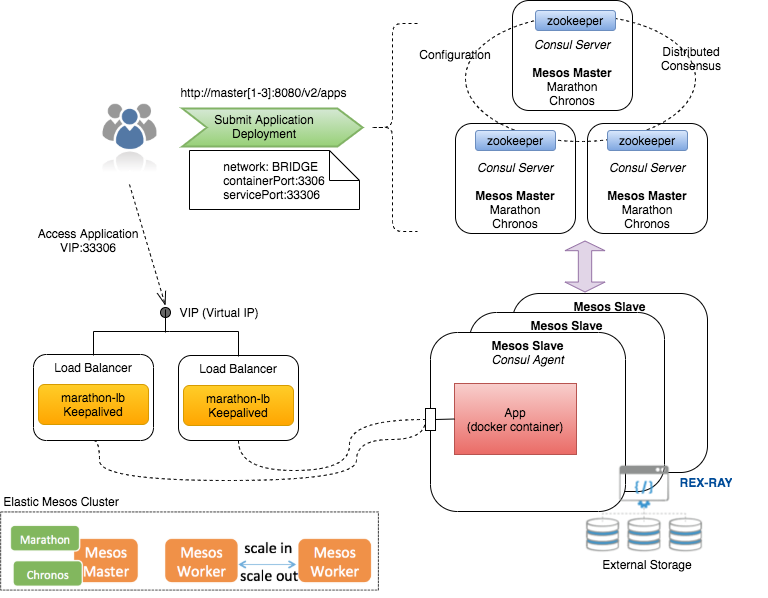 zookeeper
Consul Server
Mesos Master
Marathon
Chronos
Configuration
Distributed
Consensus
http://master[1-3]:8080/v2/apps
Submit Application
Deployment
network: BRIDGE
containerPort:3306
servicePort:33306
zookeeper
Consul Server
Mesos Master
Marathon
Chronos
zookeeper
Consul Server
Mesos Master
Marathon
Chronos
Access Application
VIP:33306
VIP (Virtual IP)
Load Balancer
marathon-lb
Keepalived
Load Balancer
marathon-lb
Keepalived
Mesos Slave
Mesos Slave
Mesos Slave
Consul Agent
App
(docker container)
{/}
REX-RAY
External Storage
Elastic Mesos Cluster
Marathon
Chronos
Mesos
Master
Mesos
Worker
scale in
scale out
Mesos
Worker